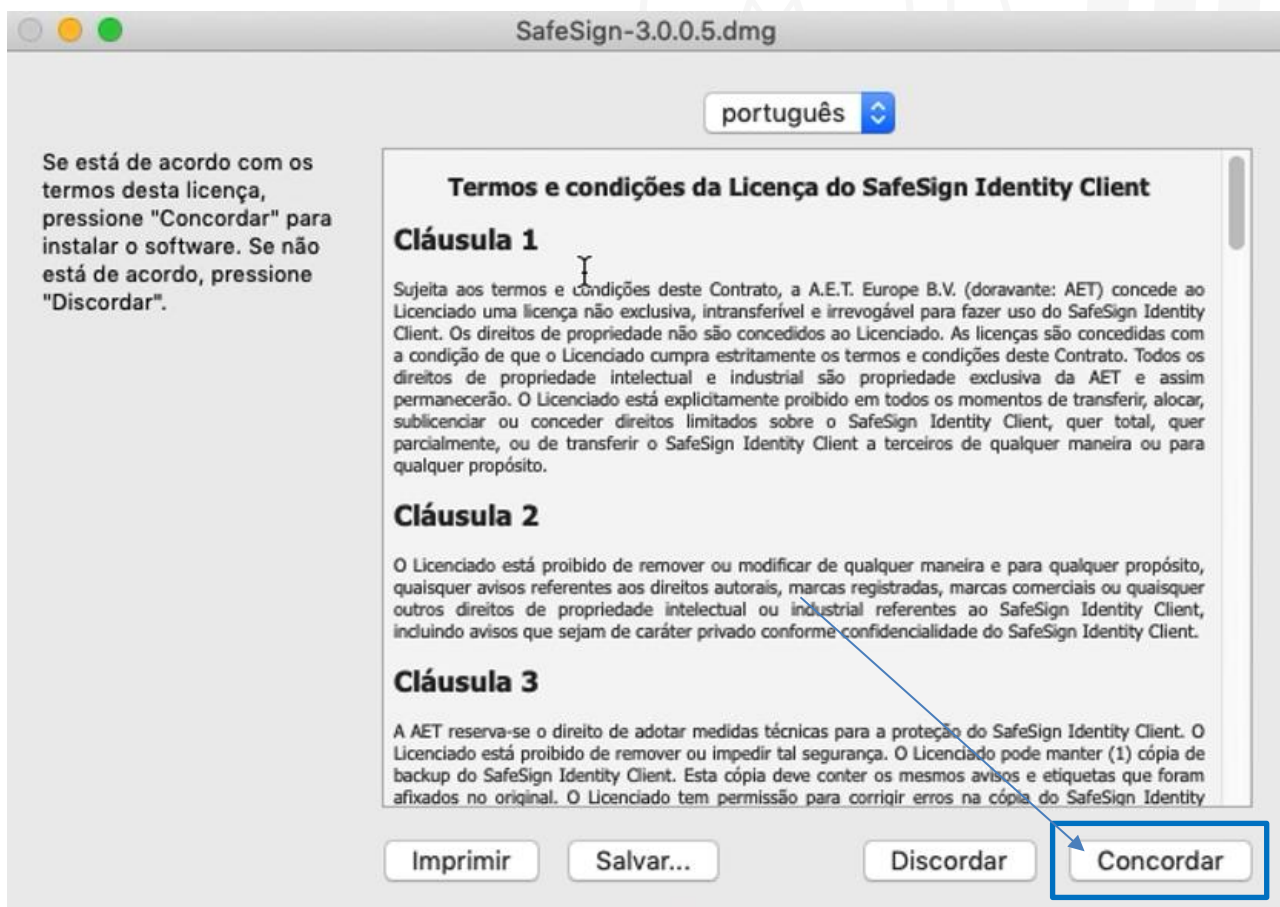 SafeSign-3.0.0.5.dmg
português
Se está de acordo com os
termos desta licença,
pressione "Concordar" para
instalar o software. Se não
está de acordo, pressione
"Discordar".
Termos e condições da Licença do SafeSign Identity Client
Cláusula 1
Sujeita aos termos e condições deste Contrato, a A.E.T. Europe B.V. (doravante: AET) concede ao
Licenciado uma licença não exclusiva, intransferível e irrevogável para fazer uso do SafeSign Identity
Client. Os direitos de propriedade não são concedidos ao Licenciado. As licenças são concedidas com
a condição de que o Licenciado cumpra estritamente os termos e condições deste Contrato. Todos os
direitos de propriedade intelectual e industrial são propriedade exclusiva da AET e assim
permanecerão. O Licenciado está explicitamente proibido em todos os momentos de transferir, alocar,
sublicenciar ou conceder direitos limitados sobre o SafeSign Identity Client, quer total, quer
parcialmente, ou de transferir o SafeSign Identity Client a terceiros de qualquer maneira ou para
qualquer propósito.
Cláusula 2
O Licenciado está proibido de remover ou modificar de qualquer maneira e para qualquer propósito,
quaisquer avisos referentes aos direitos autorais, marcas registradas, marcas comerciais ou quaisquer
outros direitos de propriedade intelectual ou industrial referentes ao SafeSign Identity Client,
incluindo avisos que sejam de caráter privado conforme confidencialidade do SafeSign Identity Client.
Cláusula 3
A AET reserva-se o direito de adotar medidas técnicas para a proteção do SafeSign Identity Client. O
Licenciado está proibido de remover ou impedir tal segurança. O Licenciado pode manter (1) cópia de
backup do SafeSign Identity Client. Esta cópia deve conter os mesmos avisos e etiquetas que foram
afixados no original. O Licenciado tem permissão para corrigir erros na cópia do SafeSign Identity
Imprimir
Salvar...
Discordar
Concordar